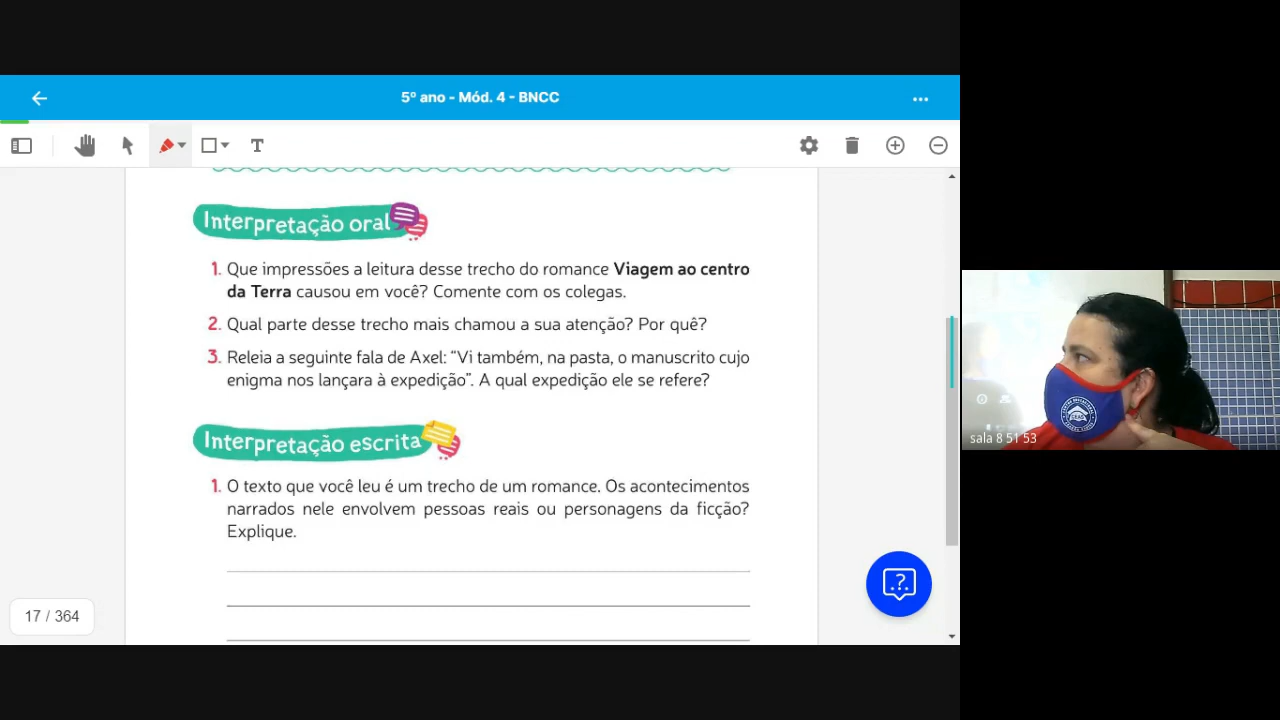 5º ano - Mód. 4 - BNCC
T
Interpretação oral
1. Que impressões a leitura desse trecho do romance Viagem ao centro
da Terra causou em você? Comente com os colegas.
2. Qual parte desse trecho mais chamou a sua atenção? Por quê?
3. Releia a seguinte fala de Axel: “Vi também, na pasta, o manuscrito cujo
enigma nos lançara à expedição”. A qual expedição ele se refere?
Interpretação escrita
1. O texto que você leu é um trecho de um romance. Os acontecimentos
narrados nele envolvem pessoas reais ou personagens da ficção?
Explique.
17 / 364
sala 8 51 53